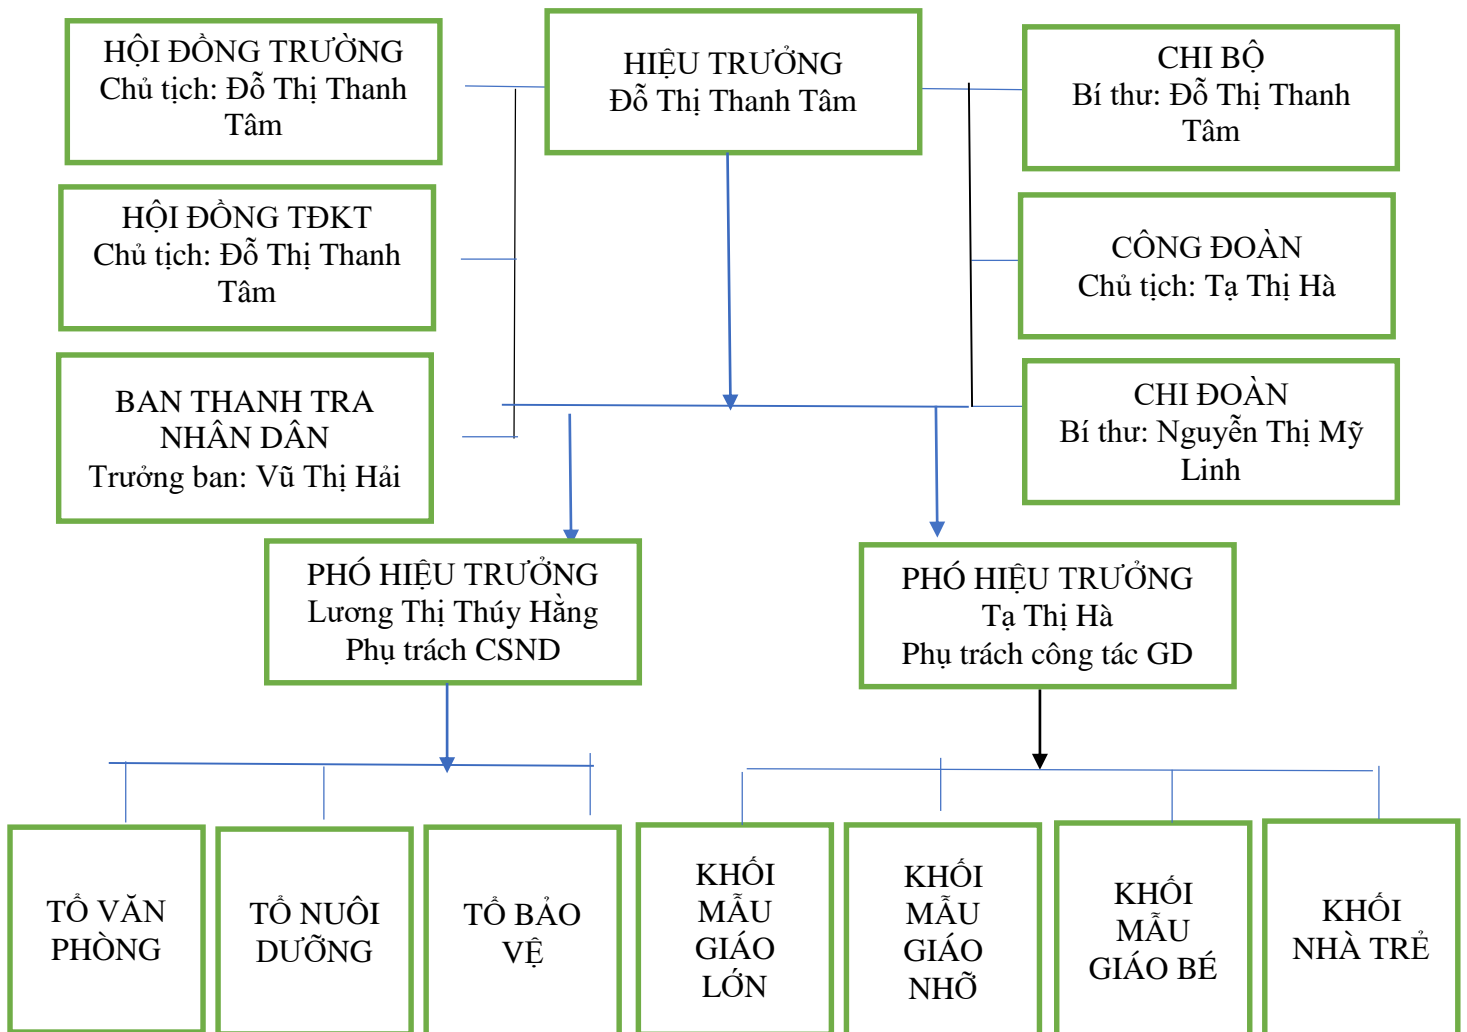 HỘI ĐỒNG TRƯỜNG
Chủ tịch: Đỗ Thị Thanh
Tâm
HIỆU TRƯỞNG
Đỗ Thị Thanh Tâm
CHI BỘ
Bí thư: Đỗ Thị Thanh
Tâm
HỘI ĐỒNG TĐKT
Chủ tịch: Đỗ Thị Thanh
Tâm
CÔNG ĐOÀN
Chủ tịch: Tạ Thị Hà
BAN THANH TRA
NHÂN DÂN
Trưởng ban: Vũ Thị Hải
CHI ĐOÀN
Bí thư: Nguyễn Thị Mỹ
Linh
PHÓ HIỆU TRƯỞNG
Lương Thị Thúy Hằng
Phụ trách CSND
PHÓ HIỆU TRƯỞNG
Tạ Thị Hà
Phụ trách công tác GD
TỔ VĂN
PHÒNG
TỔ NUÔI
DƯỠNG
TỔ BẢO
VỆ
KHỐI
MẪU
GIÁO
LỚN
KHỐI
MẪU
GIÁO
NHỠ
KHỐI
MẪU
GIÁO BÉ
KHỐI
NHÀ TRẺ